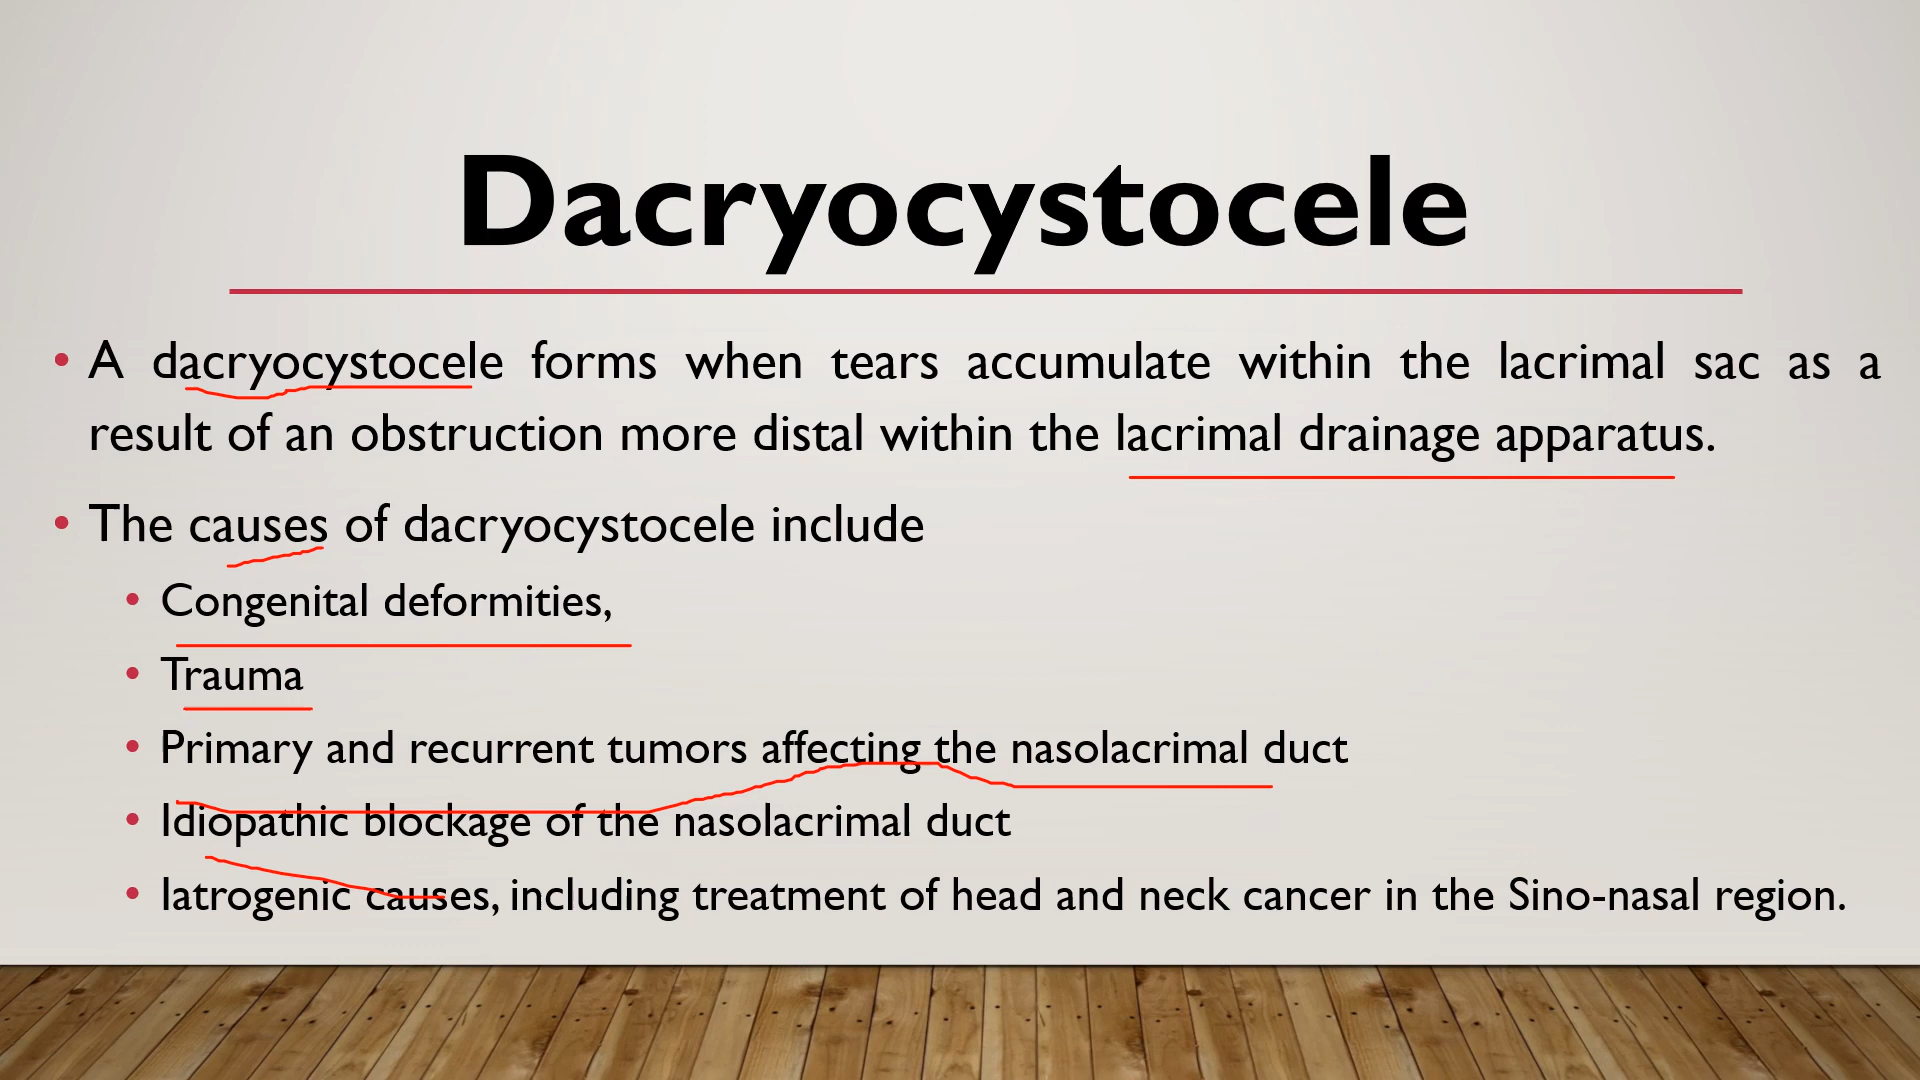 Dacryocystocele
• A dacryocystocele forms when tears accumulate within the lacrimal sac as a
result of an obstruction more distal within the lacrimal drainage apparatus.
• The causes of dacryocystocele include
• Congenital deformities,
• Trauma
• Primary and recurrent tumors affecting the nasolacrimal duct
• Idiopathic blockage of the nasolacrimal duct
• Iatrogenic causes, including treatment of head and neck cancer in the Sino-nasal region.